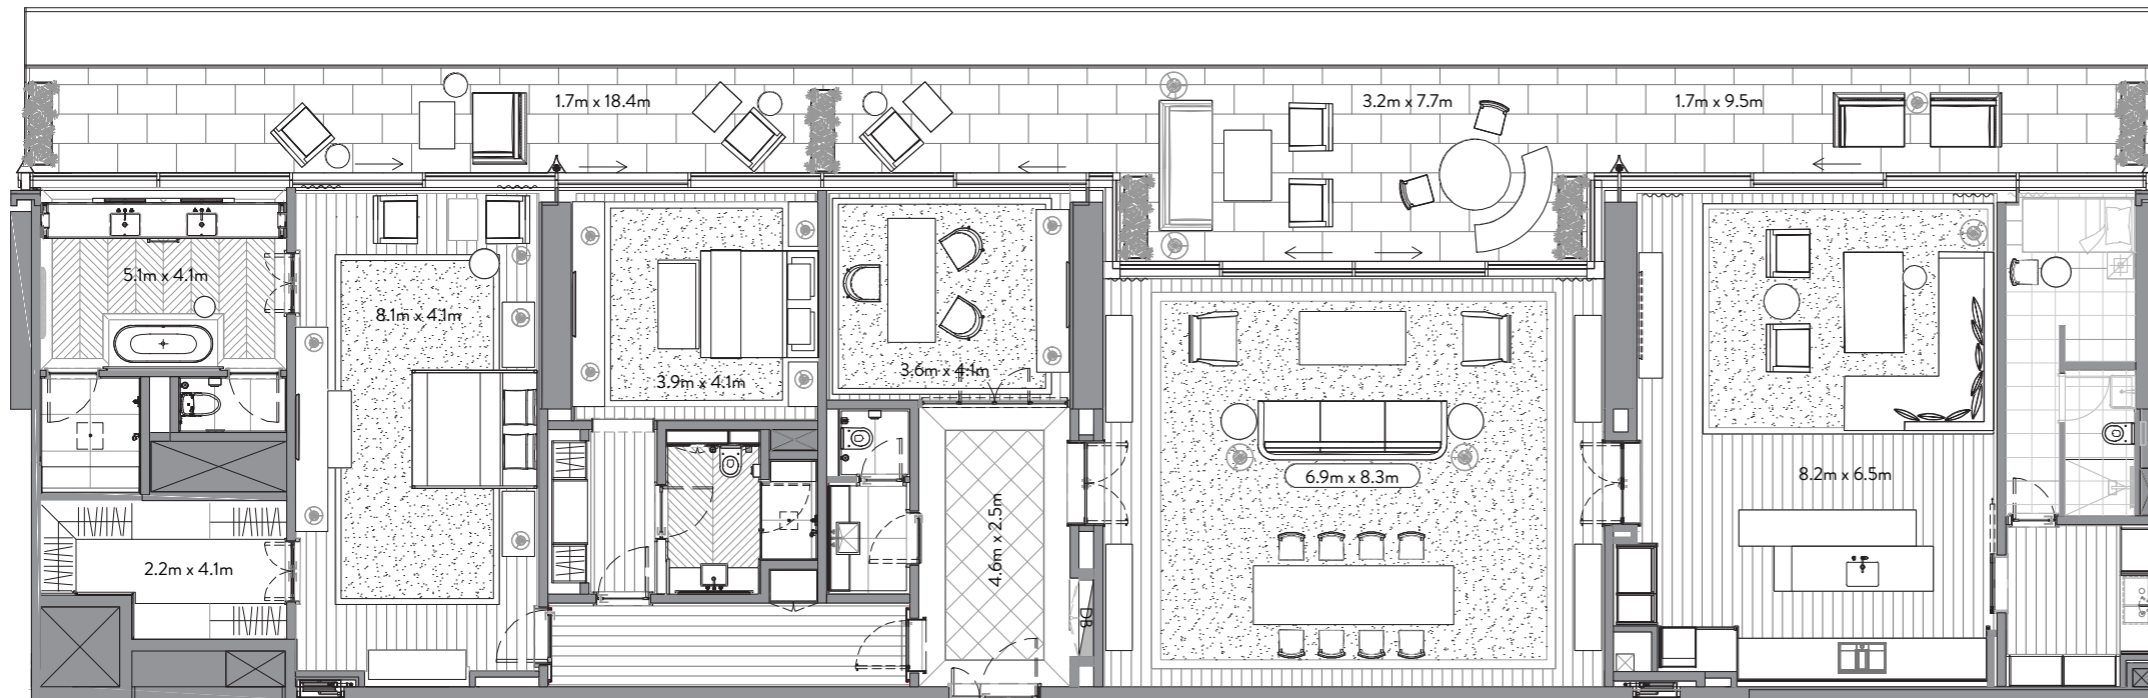 1.7m x 18.4m
3.2m x 7.7m
1.7m x 9.5m
5.1m x 4.1m
8.1m x 4.1m
3.9m x 4.1m
3.6m x 4.1m
6.9m x 8.3m
8.2m x 6.5m
4.6m x 2.5m
2.2m x 4.1m
DB